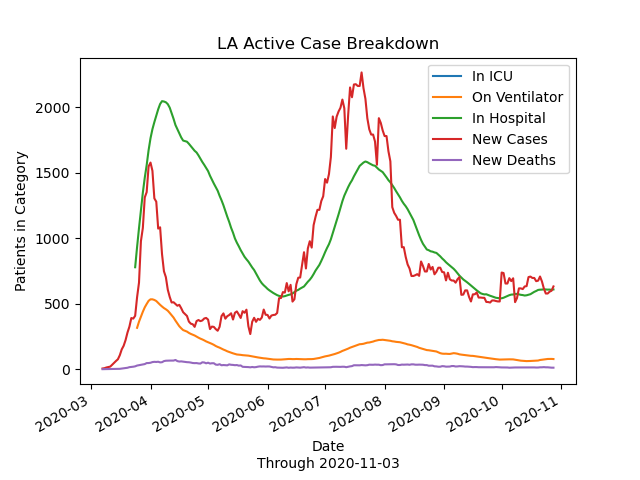 LA Active Case Breakdown
In ICU
On Ventilator
In Hospital
New Cases
New Deaths
Patients in Category
2000
1500
1000
500
0
2020-03
2020-04
2020-05
2020-06
2020-07
2020-08
2020-09
2020-10
2020-11
Date
Through 2020-11-03